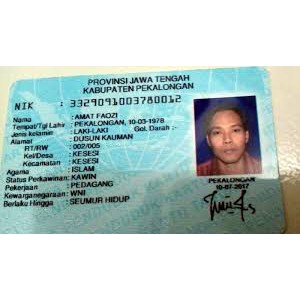 PROVINSI JAWA TENGAH
KABUPATEN PEKALONGAN
NIK : 3329091003780012
Nama : AMAT FAOZI
Tempat/Tgl Lahir : PEKALONGAN, 10-03-1978
Jenis kelamin : LAKI-LAKI Gol. Darah :-
Alamat : DUSUN KAUMAN
RT/RW : 002/005
Kel/Desa : KESESI
Kecamatan : KESESI
Agama : ISLAM
Status Perkawinan : KAWIN
Pekerjaan : PEDAGANG
Kewarganegaraan : WNI
Berlaku Hingga : SEUMUR HIDUP
PEKALONGAN
10-07-2017